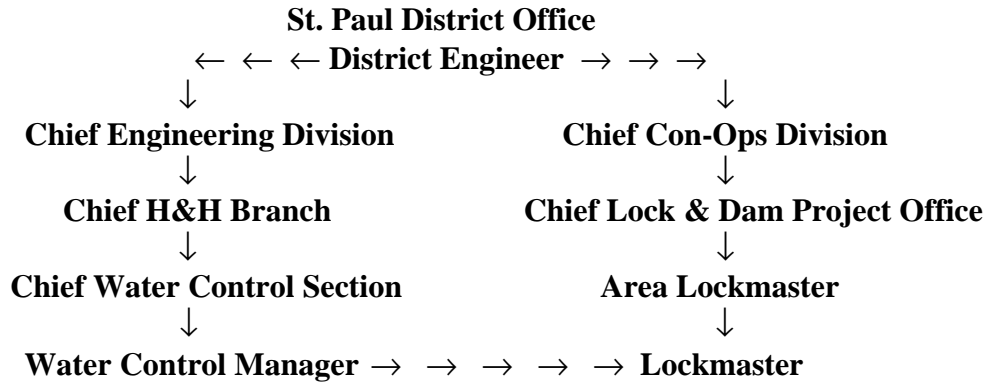 St. Paul District Office
← ← ← District Engineer → → →
↓ ↓
Chief Engineering Division Chief Con-Ops Division
↓ ↓
Chief H&H Branch Chief Lock & Dam Project Office
↓ ↓
Chief Water Control Section Area Lockmaster
↓ ↓
Water Control Manager → → → → → Lockmaster